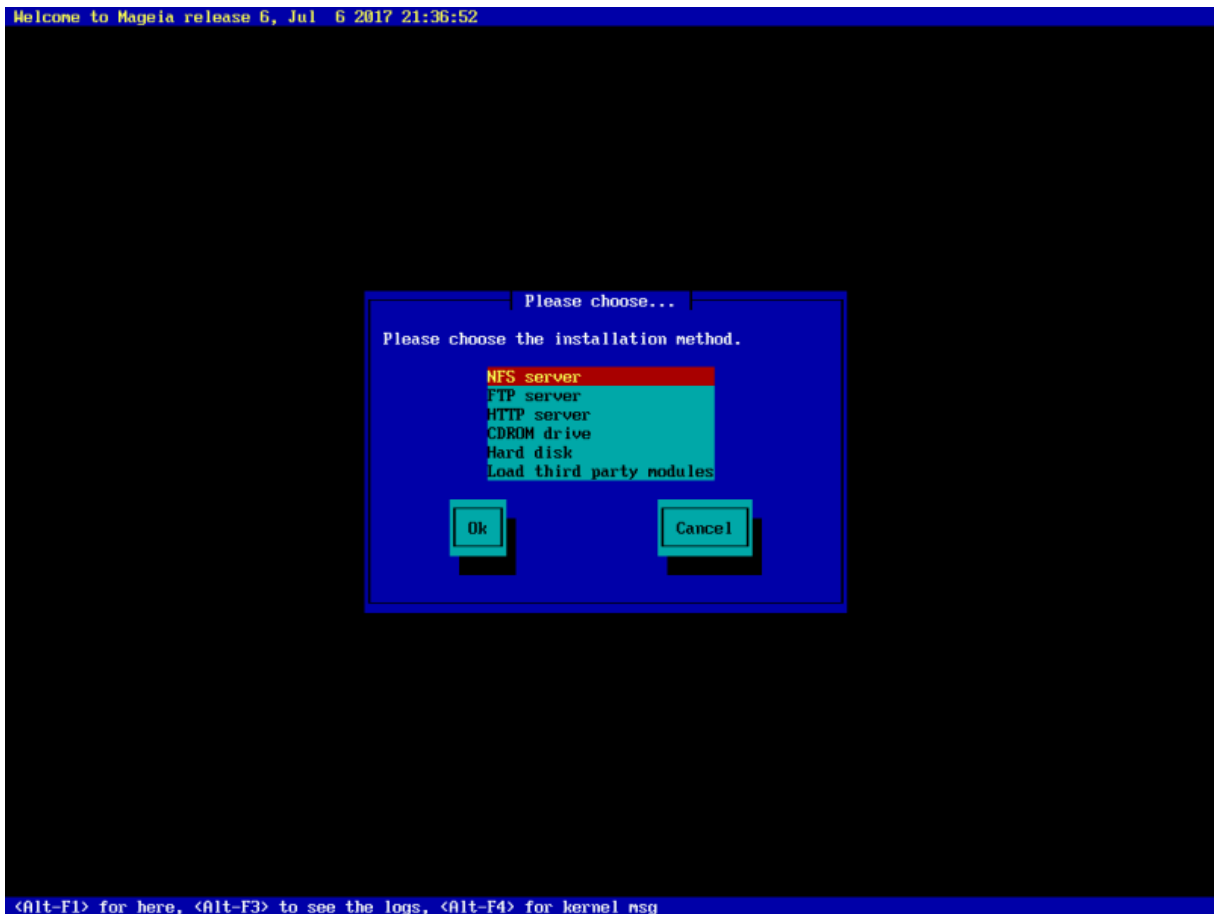 Welcome to Mageia release 6, Jul  6 2017 21:36:52
Please choose...
Please choose the installation method.
NFS server
FTP server
HTTP server
CDROM drive
Hard disk
Load third party modules
Ok Cancel
<Alt-F1> for here, <Alt-F3> to see the logs, <Alt-F4> for kernel msg